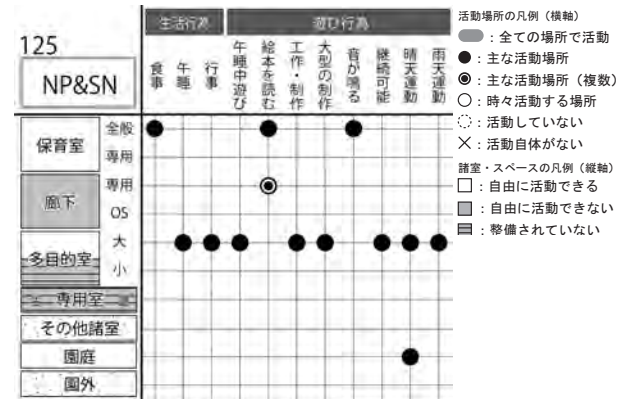 125
NP&SN
生活行為
遊び行為
食事
午睡
行事
午睡中遊び
絵本を読む
工作・制作
大型の制作
音が鳴る
継続可能
晴天運動
雨天運動
保育室
全般
専用
廊下
専用
OS
多目的室
大
小
専用室
その他諸室
園庭
園外
活動場所の凡例（横軸）
：全ての場所で活動
：主な活動場所
：主な活動場所（複数）
：時々活動する場所
：活動していない
：活動自体がない
諸室・スペースの凡例（縦軸）
：自由に活動できる
：自由に活動できない
：整備されていない